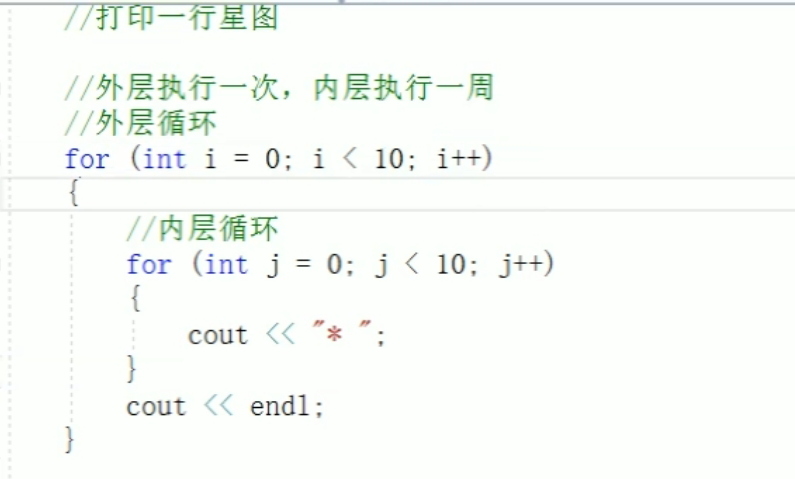 //打印一行星图
//外层执行一次，内层执行一周
//外层循环
for (int i = 0; i < 10; i++)
{
//内层循环
for (int j = 0; j < 10; j++)
{
cout << "* ";
}
cout << endl;
}